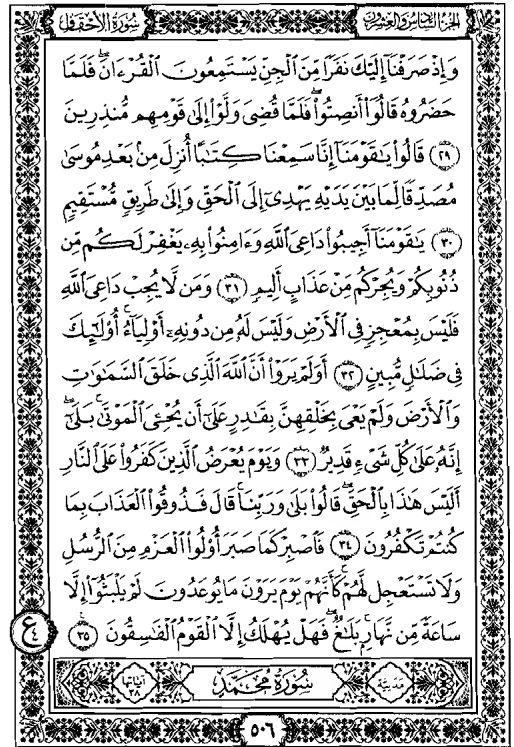 سُورَةُ الأَحْقَافِ
الجزء السادس والعشرون
وَإِذْ صَرَفْنَآ إِلَيْكَ نَفَرًا مِّنَ ٱلْجِنِّ يَسْتَمِعُونَ ٱلْقُرْءَانَ فَلَمَّا
حَضَرُوهُ قَالُوٓاْ أَنصِتُواْۖ فَلَمَّا قُضِىَ وَلَّوْاْ إِلَىٰ قَوْمِهِم مُّنذِرِينَ
﴿٢٩﴾ قَالُواْ يَـٰقَوْمَنَآ إِنَّا سَمِعْنَا كِتَـٰبًا أُنزِلَ مِنۢ بَعْدِ مُوسَىٰ
مُصَدِّقًا لِّمَا بَيْنَ يَدَيْهِ يَهْدِىٓ إِلَى ٱلْحَقِّ وَإِلَىٰ طَرِيقٍ مُّسْتَقِيمٍ
﴿٣٠﴾ يَـٰقَوْمَنَآ أَجِيبُواْ دَاعِىَ ٱللَّهِ وَءَامِنُواْ بِهِۦ يَغْفِرْ لَكُم مِّن
ذُنُوبِكُمْ وَيُجِرْكُم مِّنْ عَذَابٍ أَلِيمٍ ﴿٣١﴾ وَمَن لَّا يُجِبْ دَاعِىَ ٱللَّهِ
فَلَيْسَ بِمُعْجِزٍ فِى ٱلْأَرْضِ وَلَيْسَ لَهُۥ مِن دُونِهِۦٓ أَوْلِيَآءُۚ أُوْلَـٰٓئِكَ
فِى ضَلَـٰلٍ مُّبِينٍ ﴿٣٢﴾ أَوَلَمْ يَرَوْاْ أَنَّ ٱللَّهَ ٱلَّذِى خَلَقَ ٱلسَّمَـٰوَٰتِ
وَٱلْأَرْضَ وَلَمْ يَعْىَ بِخَلْقِهِنَّ بِقَـٰدِرٍ عَلَىٰٓ أَن يُحْـِۧىَ ٱلْمَوْتَىٰۚ بَلَىٰٓ
إِنَّهُۥ عَلَىٰ كُلِّ شَىْءٍ قَدِيرٌ ﴿٣٣﴾ وَيَوْمَ يُعْرَضُ ٱلَّذِينَ كَفَرُواْ عَلَى ٱلنَّارِ
أَلَيْسَ هَـٰذَا بِٱلْحَقِّۖ قَالُواْ بَلَىٰ وَرَبِّنَاۚ قَالَ فَذُوقُواْ ٱلْعَذَابَ بِمَا
كُنتُمْ تَكْفُرُونَ ﴿٣٤﴾ فَٱصْبِرْ كَمَا صَبَرَ أُوْلُواْ ٱلْعَزْمِ مِنَ ٱلرُّسُلِ
وَلَا تَسْتَعْجِل لَّهُمْۚ كَأَنَّهُمْ يَوْمَ يَرَوْنَ مَا يُوعَدُونَ لَمْ يَلْبَثُوٓاْ إِلَّا
سَاعَةً مِّن نَّهَارٍۭۚ بَلَـٰغٌۚ فَهَلْ يُهْلَكُ إِلَّا ٱلْقَوْمُ ٱلْفَـٰسِقُونَ ﴿٣٥﴾
ع ٤
مدنية
سُورَةُ مُحَمَّدٍ
آياتها ٣٨
٥٠٦